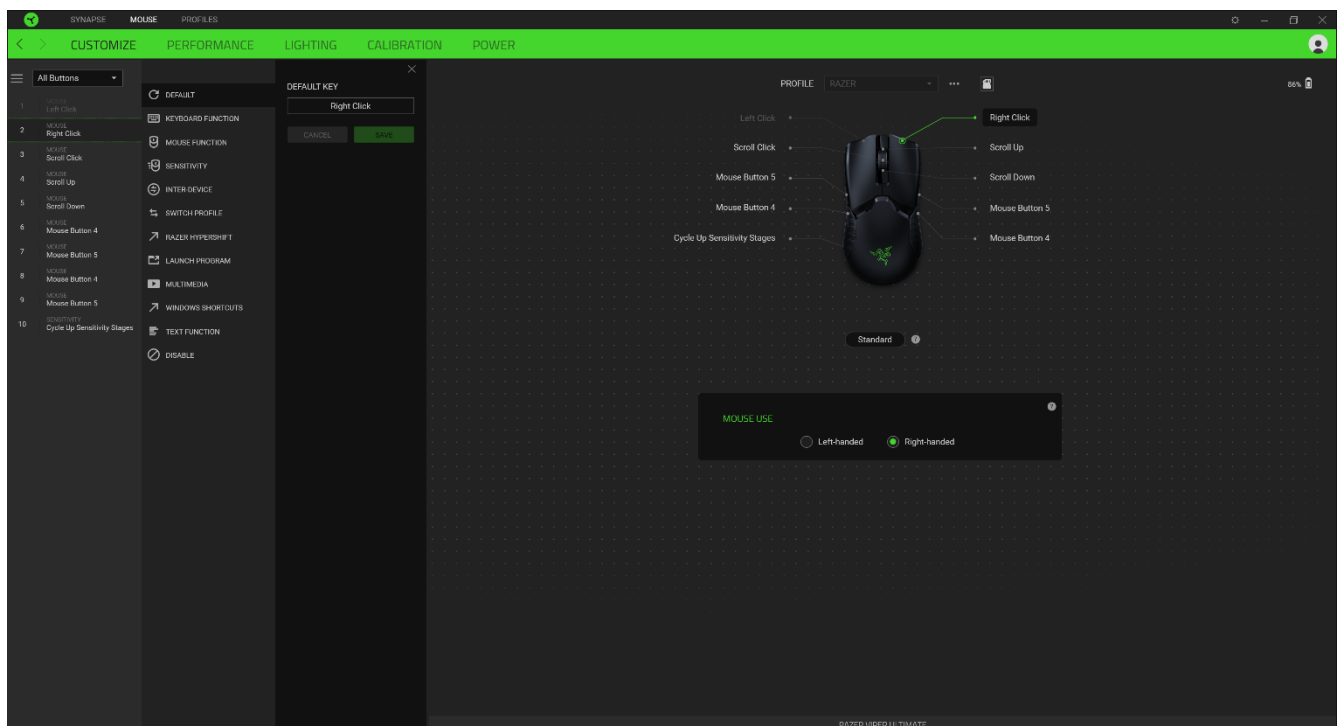 SYNAPSE MOUSE PROFILES
CUSTOMIZE PERFORMANCE LIGHTING CALIBRATION POWER
All Buttons
1 MOUSE
Left Click
2 MOUSE
Right Click
3 MOUSE
Scroll Click
4 MOUSE
Scroll Up
5 MOUSE
Scroll Down
6 MOUSE
Mouse Button 4
7 MOUSE
Mouse Button 5
8 MOUSE
Mouse Button 4
9 MOUSE
Mouse Button 5
10 SENSITIVITY
Cycle Up Sensitivity Stages
DEFAULT
KEYBOARD FUNCTION
MOUSE FUNCTION
SENSITIVITY
INTER-DEVICE
SWITCH PROFILE
RAZER HYPERSHIFT
LAUNCH PROGRAM
MULTIMEDIA
WINDOWS SHORTCUTS
TEXT FUNCTION
DISABLE
DEFAULT KEY
Right Click
CANCEL SAVE
PROFILE RAZER
86%
Left Click
Scroll Click
Mouse Button 5
Mouse Button 4
Cycle Up Sensitivity Stages
Right Click
Scroll Up
Scroll Down
Mouse Button 5
Mouse Button 4
Standard ?
MOUSE USE ?
Left-handed Right-handed
RAZER VIPER ULTIMATE